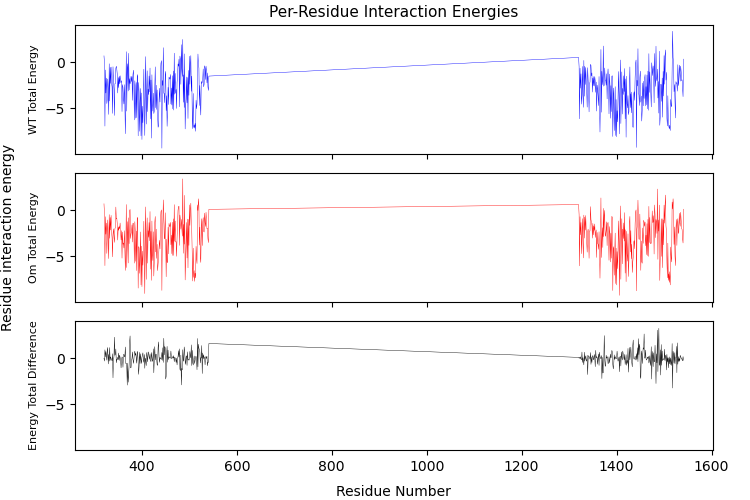 Per-Residue Interaction Energies
Residue interaction energy
WT Total Energy
0
−5
Om Total Energy
0
−5
Energy Total Difference
0
−5
400 600 800 1000 1200 1400 1600
Residue Number